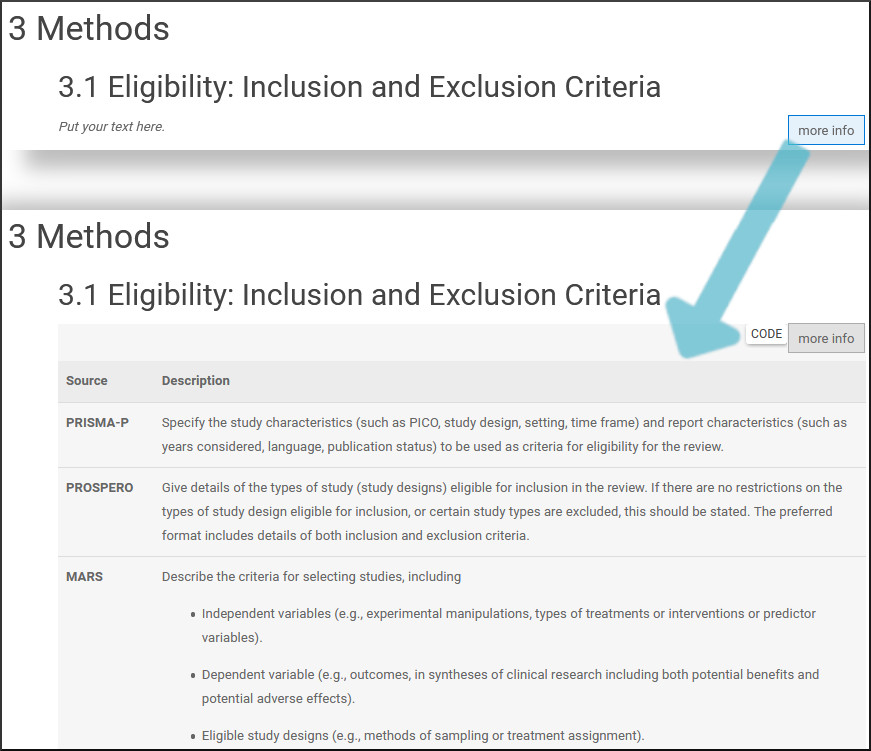 3 Methods
3.1 Eligibility: Inclusion and Exclusion Criteria
Put your text here.
more info
3 Methods
3.1 Eligibility: Inclusion and Exclusion Criteria
CODE
more info
Source Description
PRISMA-P Specify the study characteristics (such as PICO, study design, setting, time frame) and report characteristics (such as
years considered, language, publication status) to be used as criteria for eligibility for the review.
PROSPERO Give details of the types of study (study designs) eligible for inclusion in the review. If there are no restrictions on the
types of study design eligible for inclusion, or certain study types are excluded, this should be stated. The preferred
format includes details of both inclusion and exclusion criteria.
MARS Describe the criteria for selecting studies, including
• Independent variables (e.g., experimental manipulations, types of treatments or interventions or predictor
variables).
• Dependent variable (e.g., outcomes, in syntheses of clinical research including both potential benefits and
potential adverse effects).
• Eligible study designs (e.g., methods of sampling or treatment assignment).